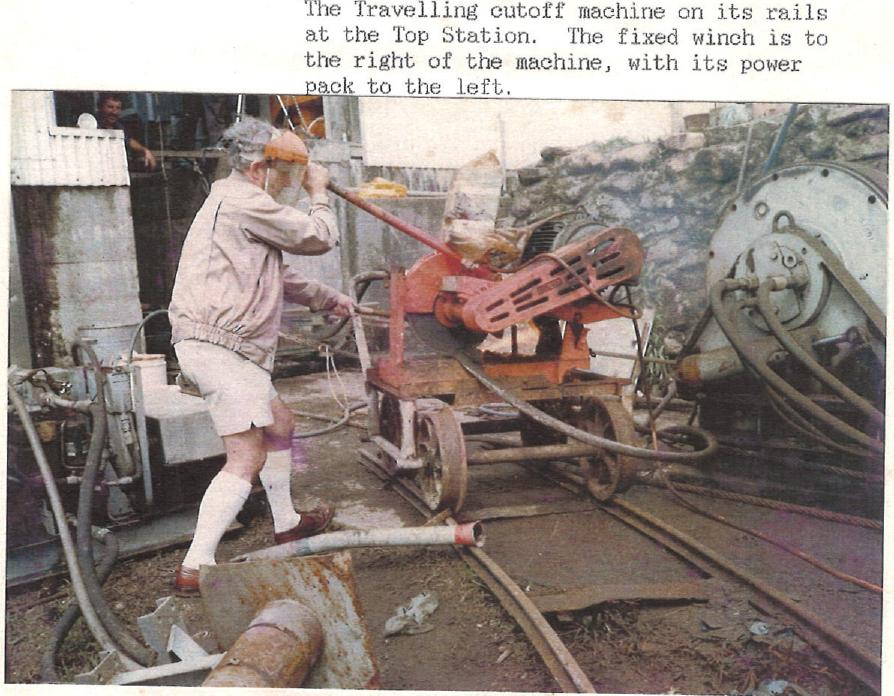 The Travelling cutoff machine on its rails
at the Top Station.  The fixed winch is to
the right of the machine, with its power
pack to the left.